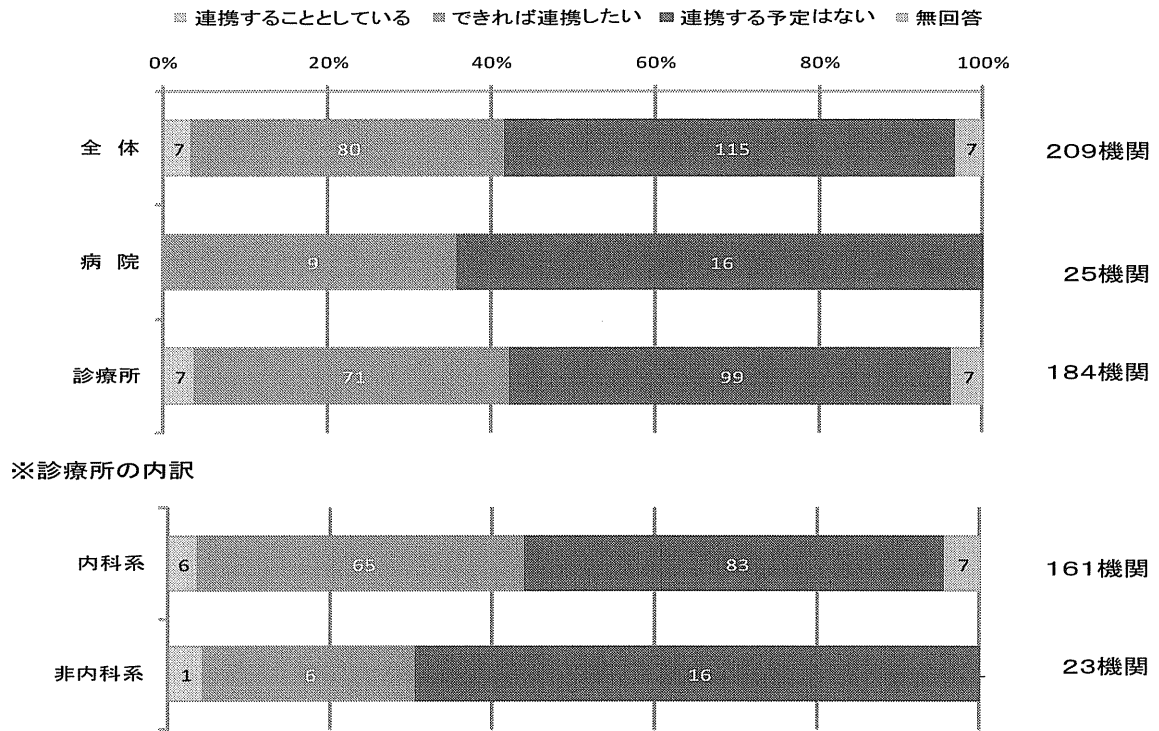 連携することとしている できれば連携したい 連携する予定はない 無回答
0% 20% 40% 60% 80% 100%
全体 7 80 115 7 209機関
病院 9 16 25機関
診療所 7 71 99 7 184機関
※診療所の内訳
内科系 6 65 83 7 161機関
非内科系 1 6 16 23機関